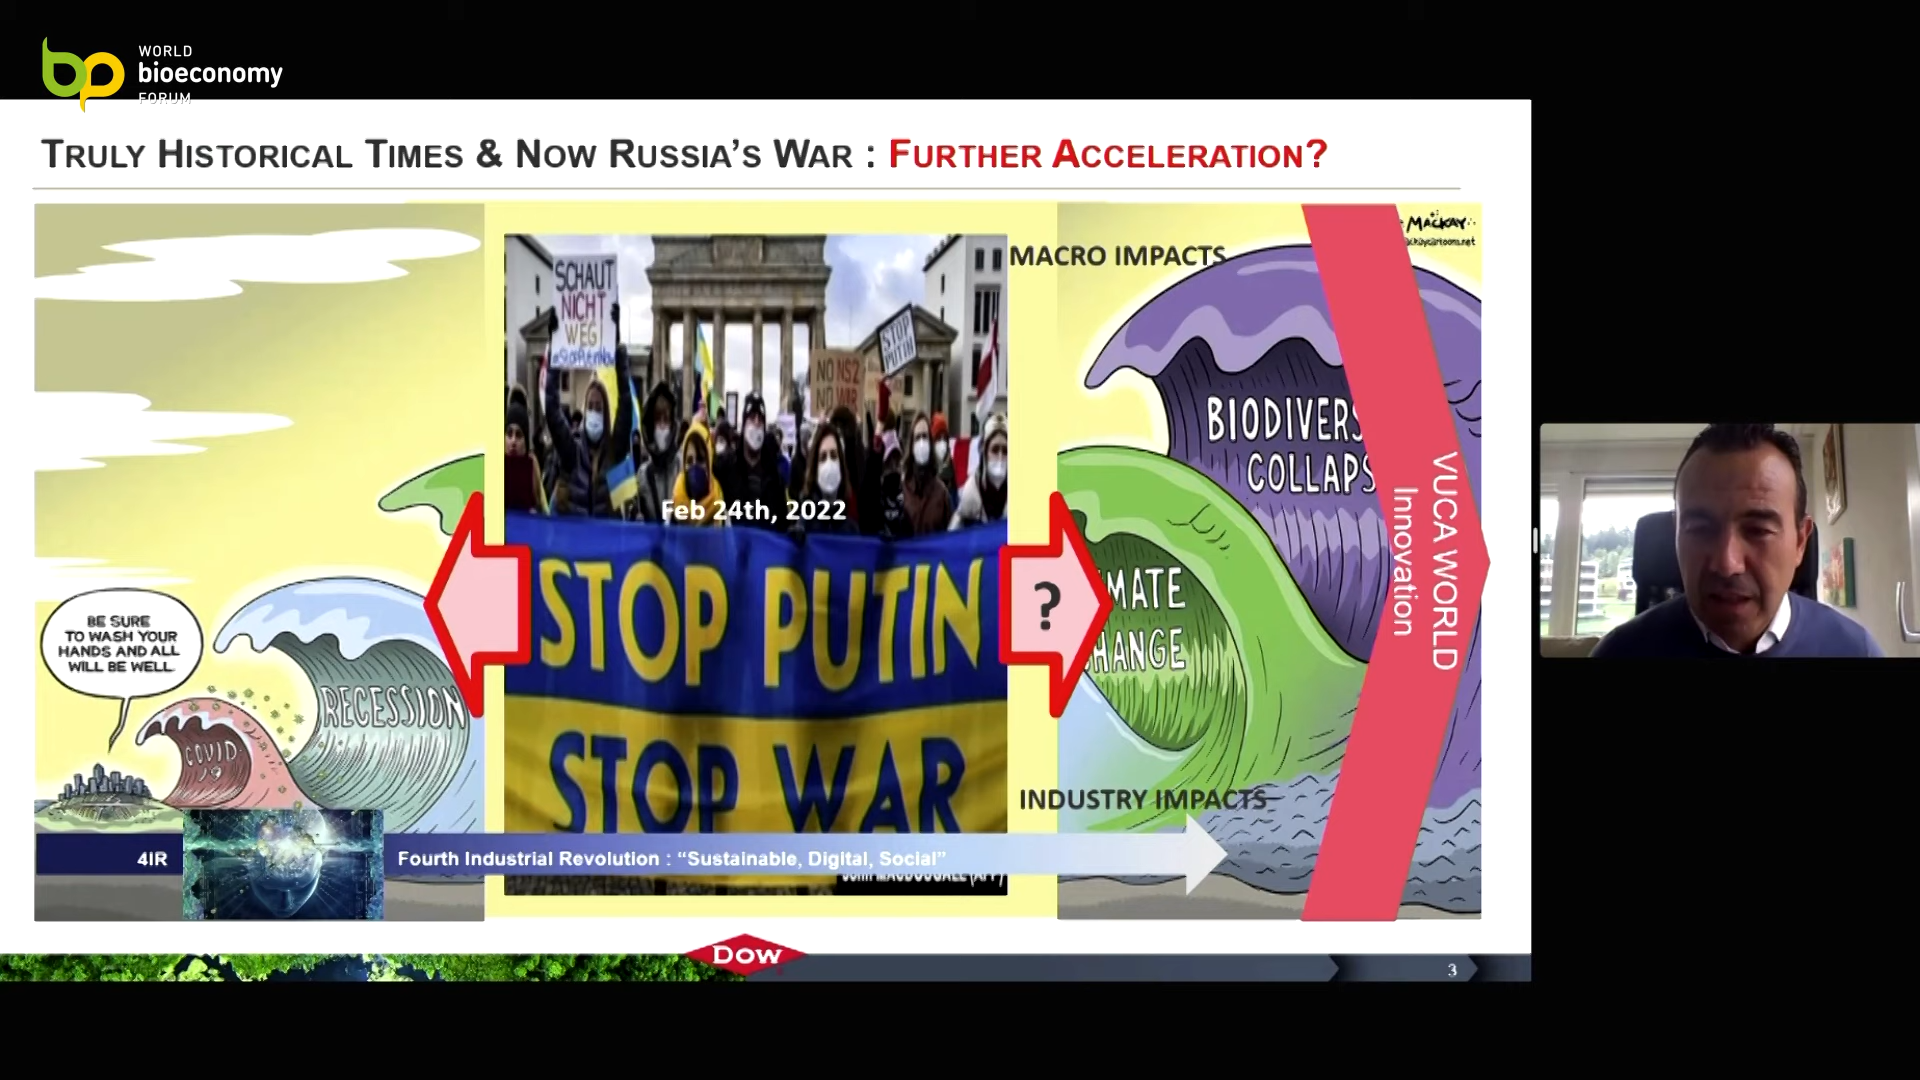 WORLD
bioeconomy
FORUM
TRULY HISTORICAL TIMES & NOW RUSSIA'S WAR : FURTHER ACCELERATION?
MACKAY
SCHAUT
NICHT
WEG
STOP
PUTIN
NO NS2
NO WAR
MACRO IMPACTS
BIODIVERS
COLLAPS
Feb 24th, 2022
VUCA WORLD
Innovation
STOP PUTIN
STOP WAR
?
MATE
HANGE
BE SURE
TO WASH YOUR
HANDS AND ALL
WILL BE WELL.
RECESSION
COVID
19
INDUSTRY IMPACTS
4IR
Fourth Industrial Revolution : “Sustainable, Digital, Social”
DOW
3